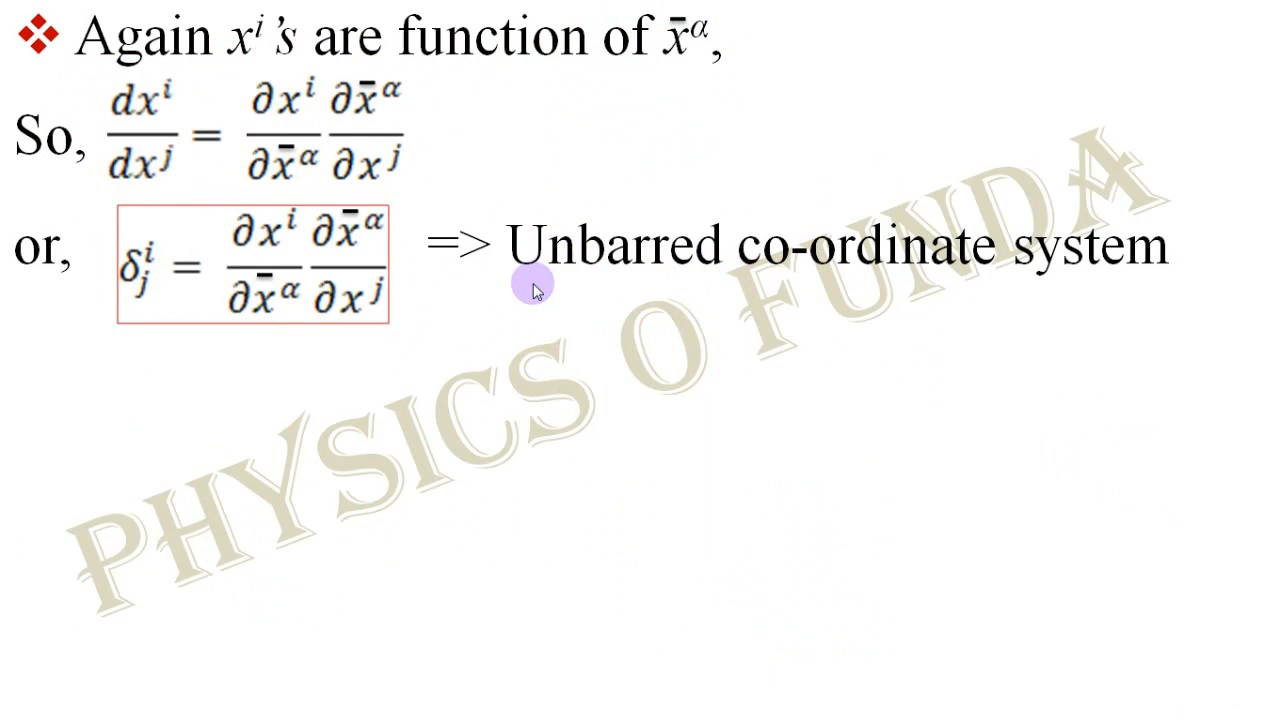 ❖ Again xⁱ's are function of x̄ᵅ,
So, dxⁱ/dxʲ = ∂xⁱ/∂x̄ᵅ ∂x̄ᵅ/∂xʲ
or, δⁱⱼ = ∂xⁱ/∂x̄ᵅ ∂x̄ᵅ/∂xʲ => Unbarred co-ordinate system
PHYSICS O FUNDA